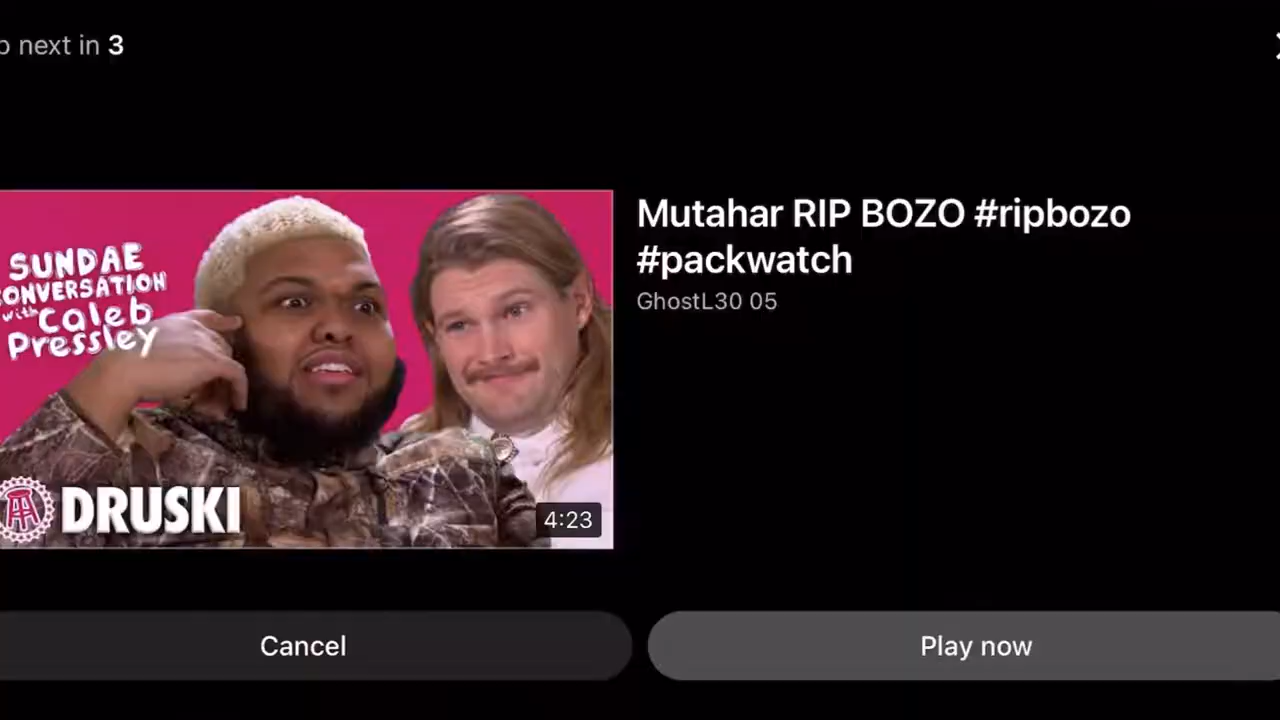 p next in 3
Mutahar RIP BOZO #ripbozo
#packwatch
GhostL30 05
SUNDAE
CONVERSATION
with Caleb
Pressley
DRUSKI
4:23
Cancel
Play now